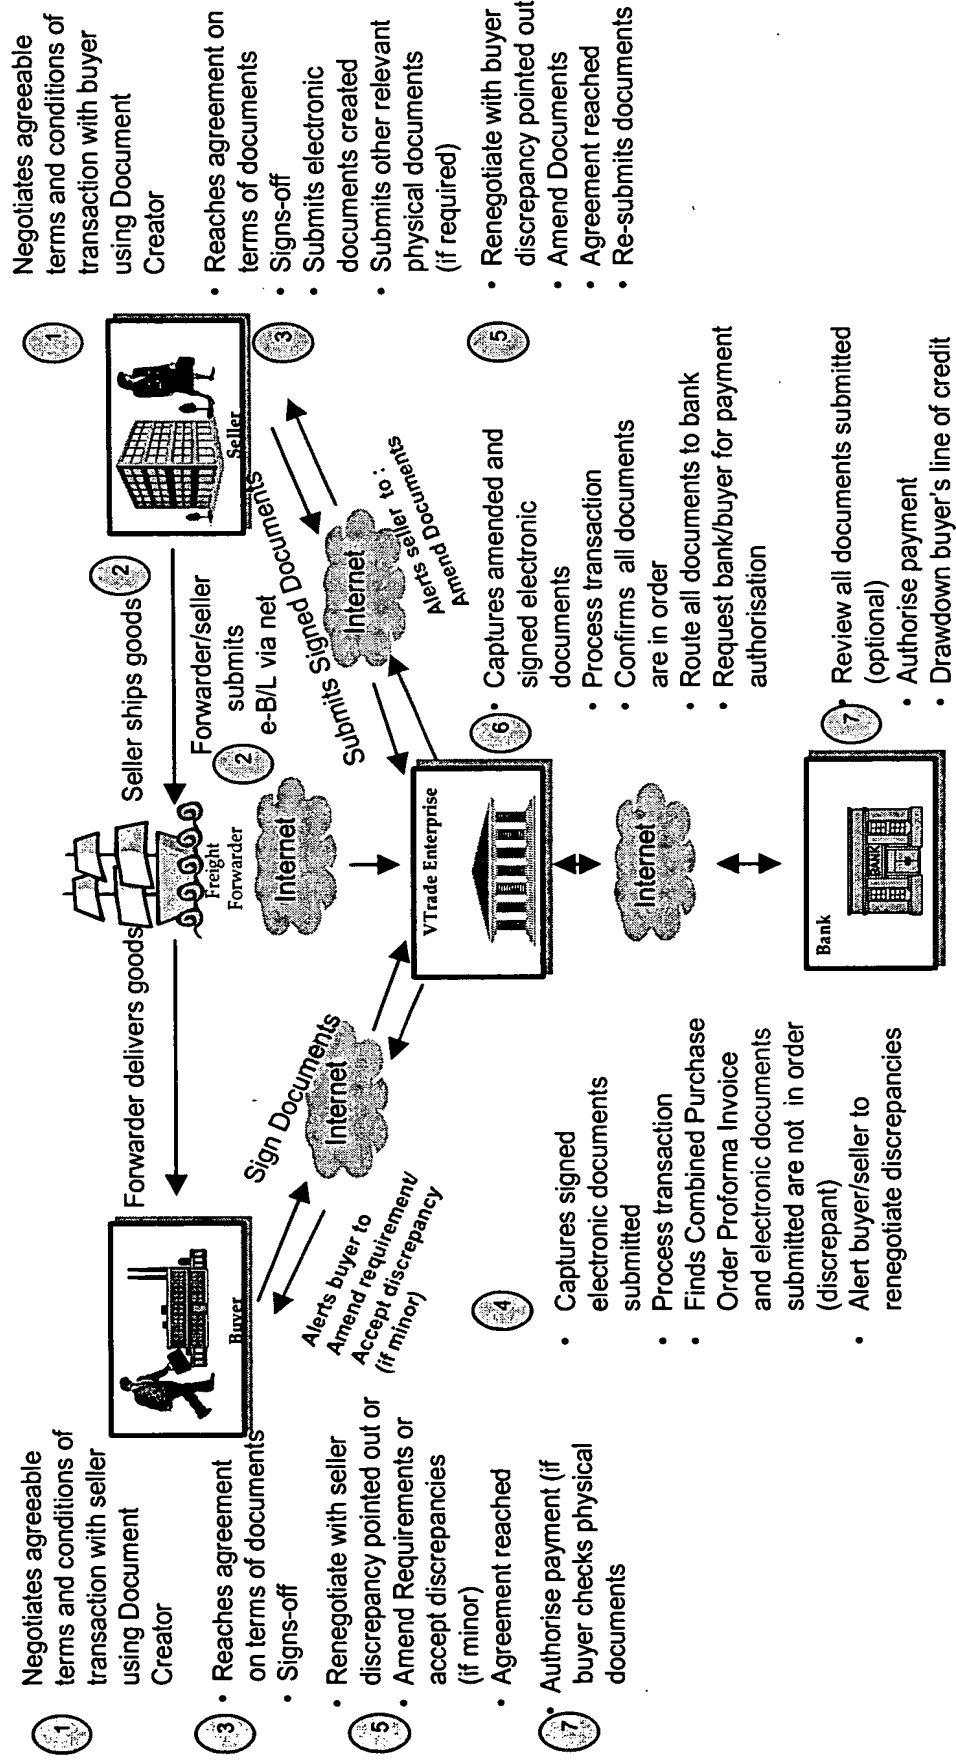 1
Negotiates agreeable
terms and conditions of
transaction with seller
using Document
Creator
3
• Reaches agreement
on terms of documents
• Signs-off
5
• Renegotiate with seller
discrepancy pointed out or
• Amend Requirements or
accept discrepancies
(if minor)
• Agreement reached
7
• Authorise payment (if
buyer checks physical
documents
Buyer
Forwarder delivers goods
Freight
Forwarder
Seller ships goods
2
Forwarder/seller
submits
e-B/L via net
2
Internet
Seller
Sign Documents
Internet
Alerts buyer to
Amend requirement/
Accept discrepancy
(if minor)
Submits Signed Documents
Internet
Alerts seller to :
Amend Documents
VTrade Enterprise
Internet
Bank
BANK
4
• Captures signed
electronic documents
submitted
• Process transaction
• Finds Combined Purchase
Order Proforma Invoice
and electronic documents
submitted are not in order
(discrepant)
• Alert buyer/seller to
renegotiate discrepancies
6
• Captures amended and
signed electronic
documents
• Process transaction
• Confirms all documents
are in order
• Route all documents to bank
• Request bank/buyer for payment
authorisation
7
• Review all documents submitted
(optional)
• Authorise payment
• Drawdown buyer's line of credit
1
Negotiates agreeable
terms and conditions of
transaction with buyer
using Document
Creator
3
• Reaches agreement on
terms of documents
• Signs-off
• Submits electronic
documents created
• Submits other relevant
physical documents
(if required)
5
• Renegotiate with buyer
discrepancy pointed out
• Amend Documents
• Agreement reached
• Re-submits documents